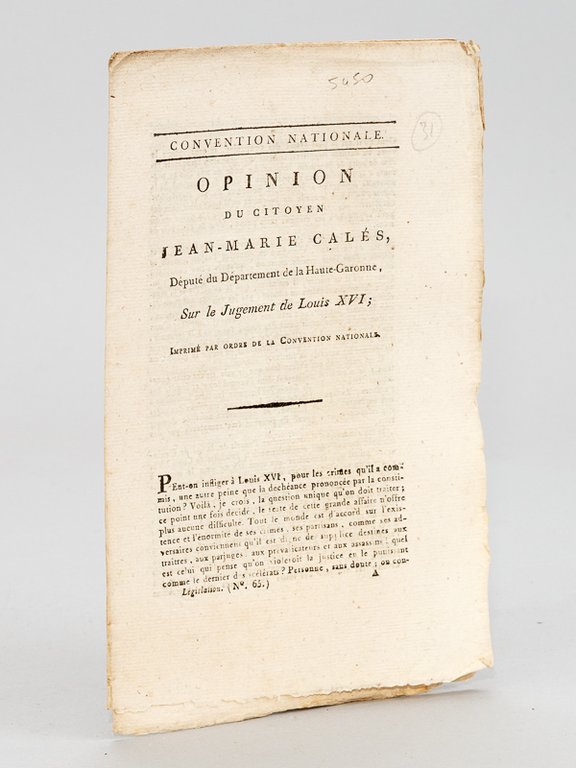 5050
31
CONVENTION NATIONALE.
OPINION
DU CITOYEN
JEAN-MARIE CALÉS,
Député du Département de la Haute-Garonne,
Sur le Jugement de Louis XVI;
IMPRIMÉ PAR ORDRE DE LA CONVENTION NATIONALE.
PEut-on infliger à Louis XVI, pour les crimes qu'il a com-
mis, une autre peine que la dechéance prononcée par la consti-
tution? Voilà, je crois, la question unique qu'on doit traiter;
ce point une fois décidé, le reste de cette grande affaire n'offre
plus aucune difficulté. Tout le monde est d'accord sur l'exis-
tence et l'énormité de ses crimes, ses partisans, comme ses ad-
versaires conviennent qu'il est digne de supplice destinés aux
traîtres, aux parjures, aux prévaricateurs et aux assassins; quel
est celui qui pense qu'on violeroit la justice en le punissant
comme le dernier des scélérats? Personne, sans doute; ou con-
Législation. (N°. 65.) A